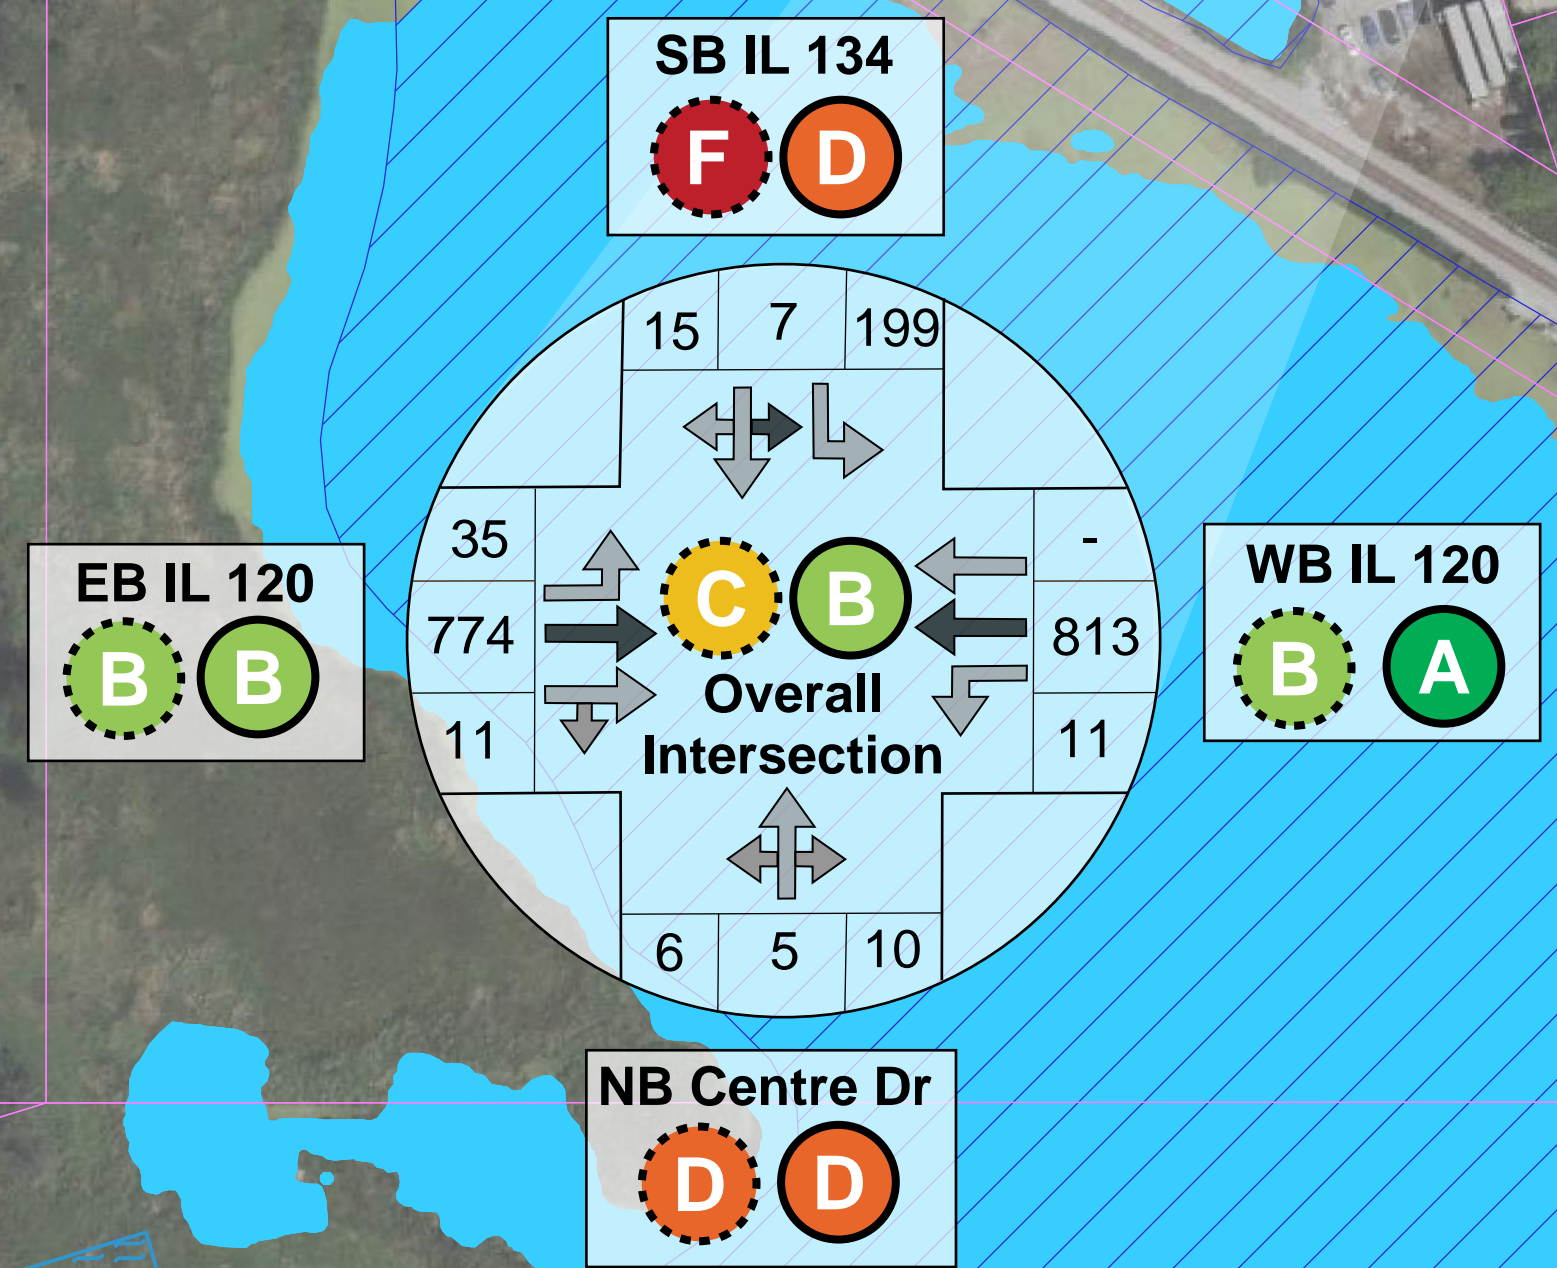 SB IL 134
F D
15 7 199
35
774
11
-
813
11
EB IL 120
B B
C B
Overall
Intersection
WB IL 120
B A
6 5 10
NB Centre Dr
D D